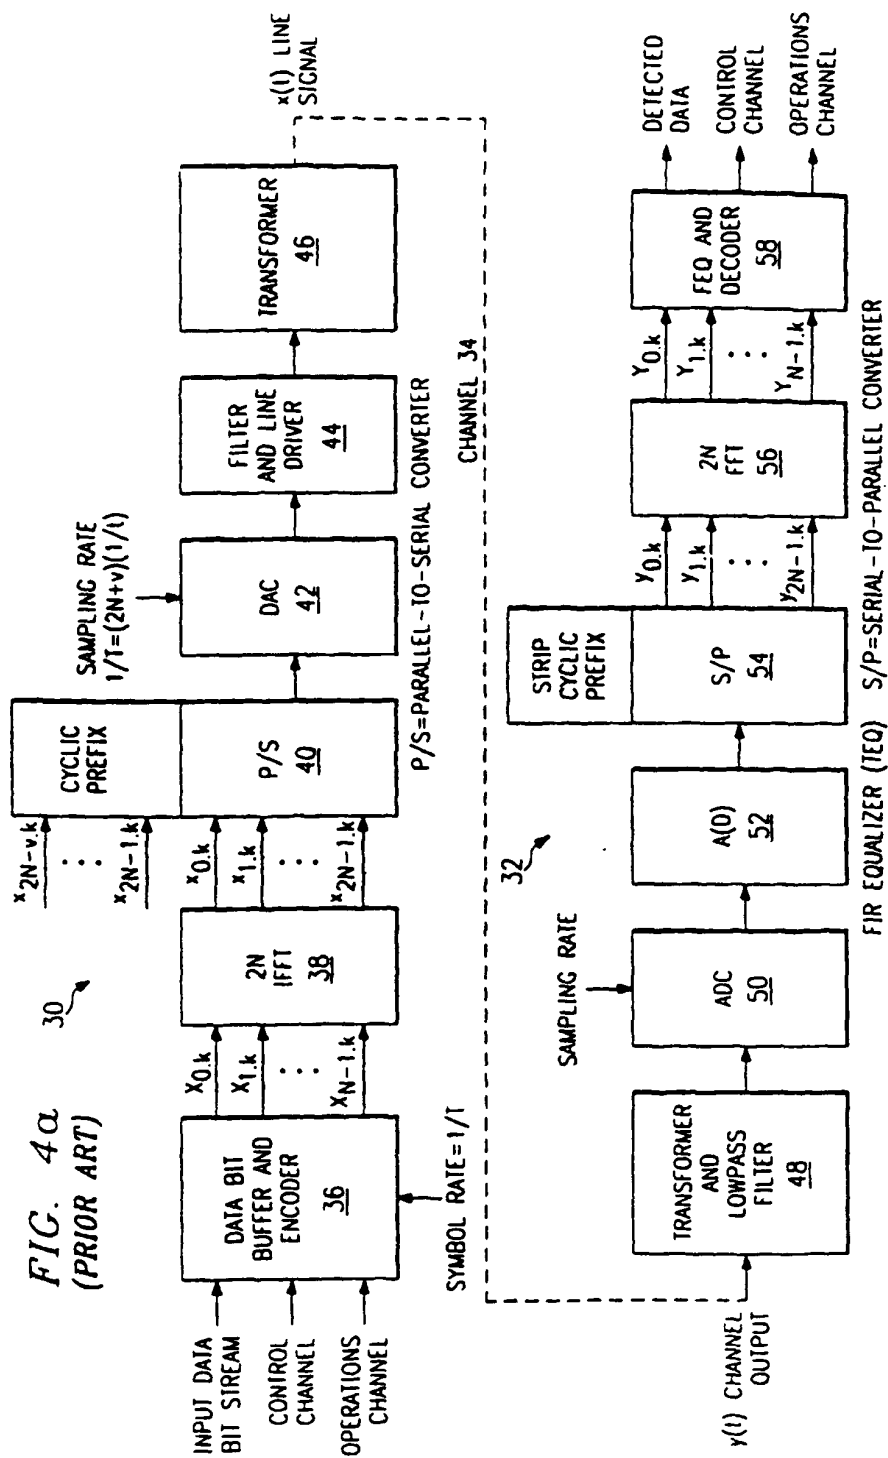 FIG. 4a
(PRIOR ART)
30
INPUT DATA
BIT STREAM
CONTROL
CHANNEL
OPERATIONS
CHANNEL
DATA BIT
BUFFER AND
ENCODER
36
SYMBOL RATE=1/T
X0.k
X1.k
XN-1.k
2N
IFFT
38
x2N-v.k
x2N-1.k
x0.k
x1.k
x2N-1.k
CYCLIC
PREFIX
P/S
40
P/S=PARALLEL-TO-SERIAL CONVERTER
SAMPLING RATE
1/T=(2N+v)(1/t)
DAC
42
FILTER
AND LINE
DRIVER
44
TRANSFORMER
46
x(t) LINE
SIGNAL
CHANNEL 34
32
y(t) CHANNEL
OUTPUT
TRANSFORMER
AND
LOWPASS
FILTER
48
SAMPLING RATE
ADC
50
A(D)
52
FIR EQUALIZER (TEQ)
STRIP
CYCLIC
PREFIX
S/P
54
S/P=SERIAL-TO-PARALLEL CONVERTER
y0.k
y1.k
y2N-1.k
2N
FFT
56
Y0.k
Y1.k
YN-1.k
FEQ AND
DECODER
58
DETECTED
DATA
CONTROL
CHANNEL
OPERATIONS
CHANNEL